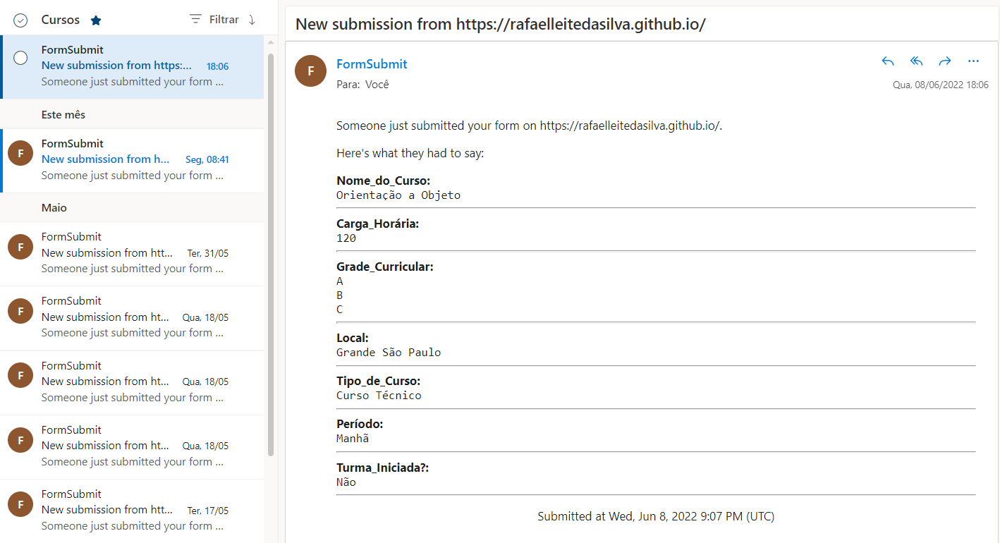 Cursos
Filtrar
FormSubmit
New submission from https:... 18:06
Someone just submitted your form ...
Este mês
F
FormSubmit
New submission from h... Seg, 08:41
Someone just submitted your form ...
Maio
F
FormSubmit
New submission from htt... Ter, 31/05
Someone just submitted your form ...
F
FormSubmit
New submission from ht... Qua, 18/05
Someone just submitted your form ...
F
FormSubmit
New submission from ht... Qua, 18/05
Someone just submitted your form ...
F
FormSubmit
New submission from ht... Qua, 18/05
Someone just submitted your form ...
F
FormSubmit
New submission from htt... Ter, 17/05
Someone just submitted your form ...
New submission from https://rafaelleitedasilva.github.io/
F
FormSubmit
Para: Você
Qua, 08/06/2022 18:06
Someone just submitted your form on https://rafaelleitedasilva.github.io/.
Here's what they had to say:
Nome_do_Curso:
Orientação a Objeto
Carga_Horária:
120
Grade_Curricular:
A
B
C
Local:
Grande São Paulo
Tipo_de_Curso:
Curso Técnico
Período:
Manhã
Turma_Iniciada?:
Não
Submitted at Wed, Jun 8, 2022 9:07 PM (UTC)